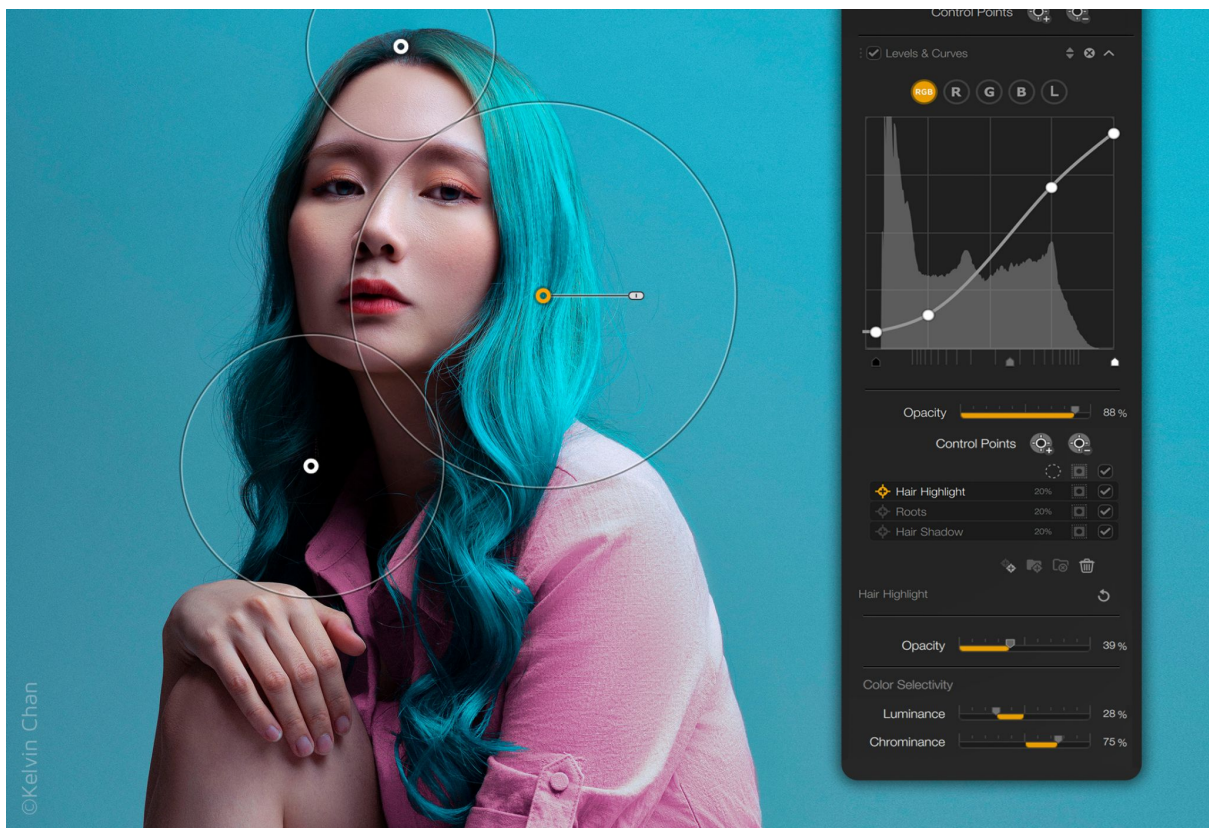 Control Points
Levels & Curves
RGB R G B L
Opacity 88 %
Control Points
Hair Highlight 20%
Roots 20%
Hair Shadow 20%
Hair Highlight
Opacity 39 %
Color Selectivity
Luminance 28 %
Chrominance 75 %
©Kelvin Chan